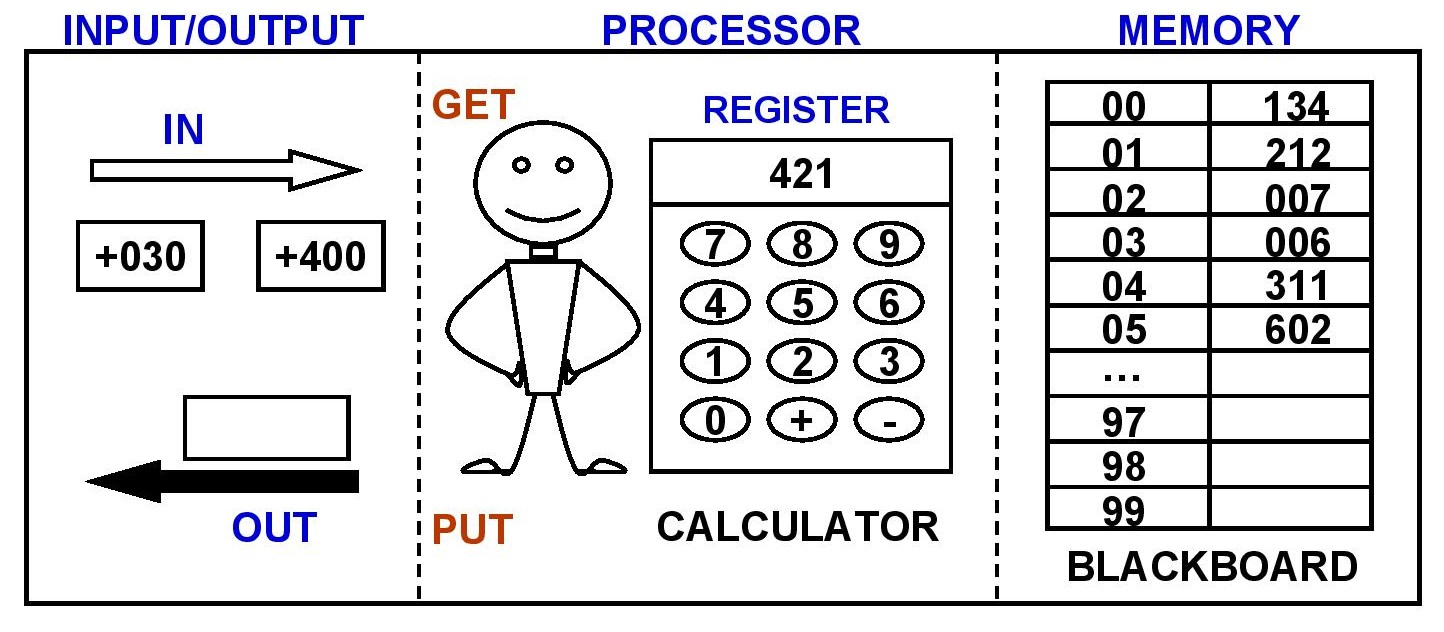 INPUT/OUTPUT
PROCESSOR
MEMORY
IN
+030 +400
OUT
GET
PUT
REGISTER
421
7 8 9
4 5 6
1 2 3
0 + -
CALCULATOR
00 134
01 212
02 007
03 006
04 311
05 602
...
97
98
99
BLACKBOARD